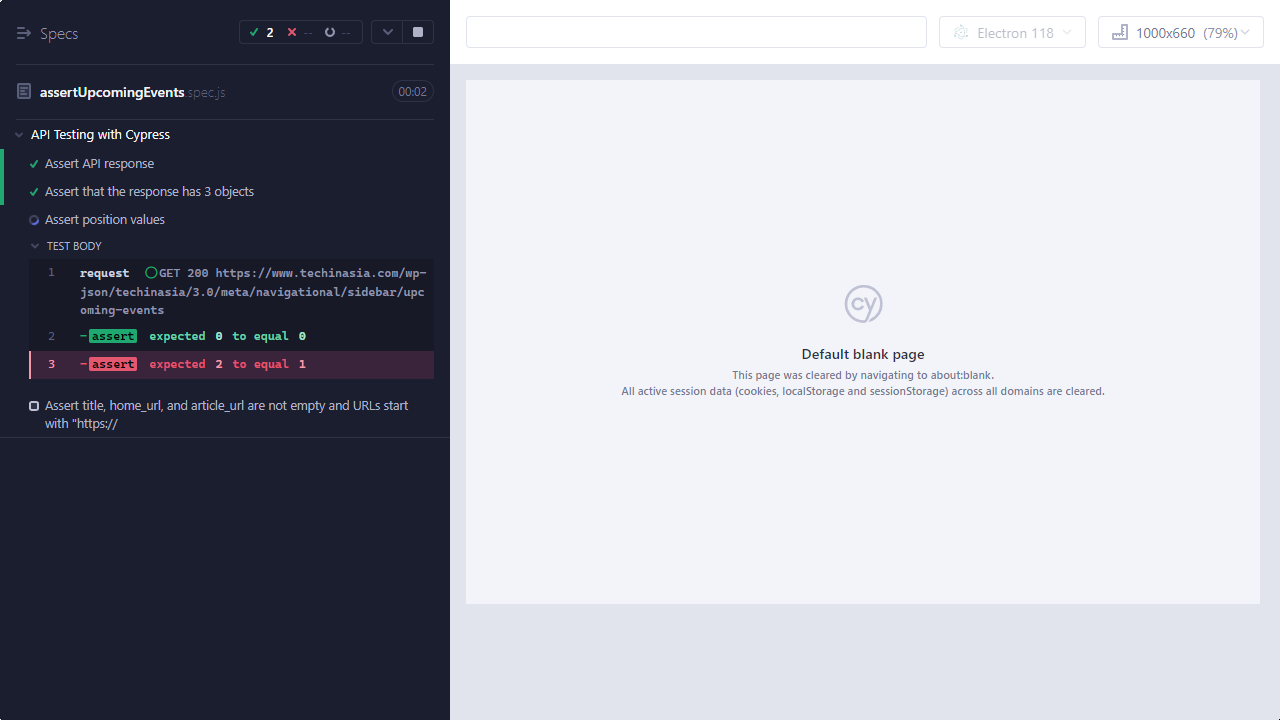 Specs
2 -- --
Electron 118
1000x660 (79%)
assertUpcomingEvents.spec.js
00:02
API Testing with Cypress
Assert API response
Assert that the response has 3 objects
Assert position values
TEST BODY
1 request GET 200 https://www.techinasia.com/wp-
json/techinasia/3.0/meta/navigational/sidebar/upc
oming-events
2 -assert expected 0 to equal 0
3 -assert expected 2 to equal 1
Assert title, home_url, and article_url are not empty and URLs start
with "https://
cy
Default blank page
This page was cleared by navigating to about:blank.
All active session data (cookies, localStorage and sessionStorage) across all domains are cleared.